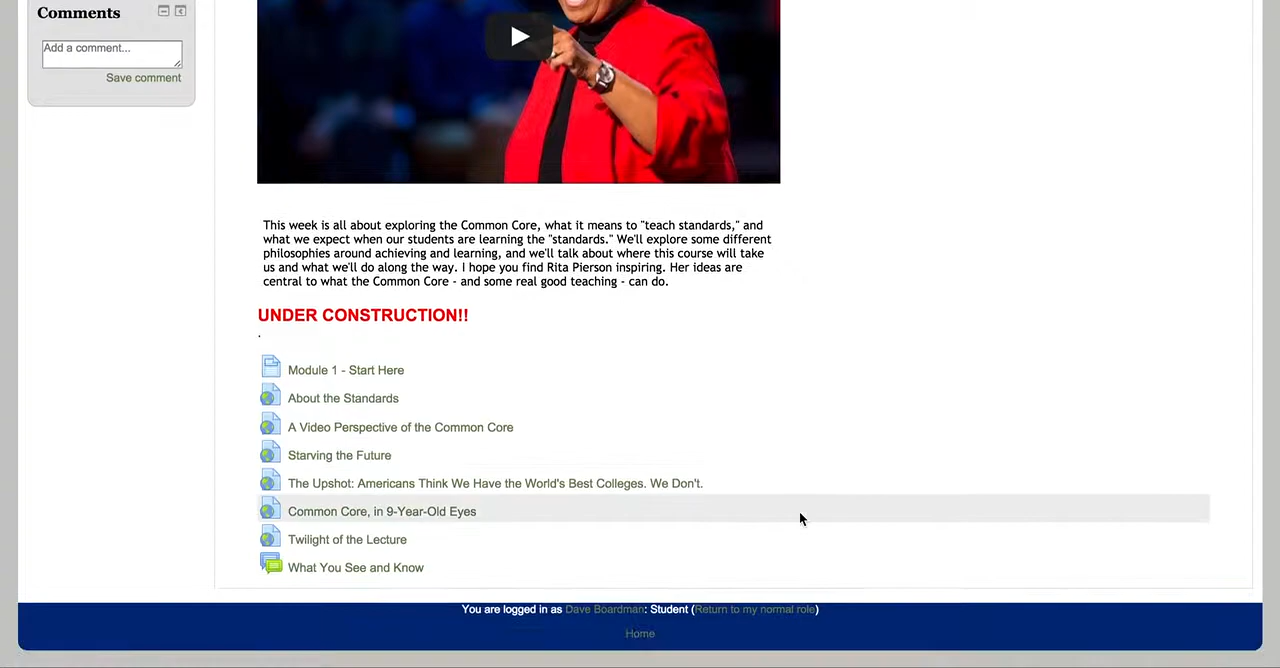 Comments
Add a comment...
Save comment
This week is all about exploring the Common Core, what it means to "teach standards," and
what we expect when our students are learning the "standards." We'll explore some different
philosophies around achieving and learning, and we'll talk about where this course will take
us and what we'll do along the way. I hope you find Rita Pierson inspiring. Her ideas are
central to what the Common Core - and some real good teaching - can do.
UNDER CONSTRUCTION!!
.
Module 1 - Start Here
About the Standards
A Video Perspective of the Common Core
Starving the Future
The Upshot: Americans Think We Have the World's Best Colleges. We Don't.
Common Core, in 9-Year-Old Eyes
Twilight of the Lecture
What You See and Know
You are logged in as Dave Boardman: Student (Return to my normal role)
Home